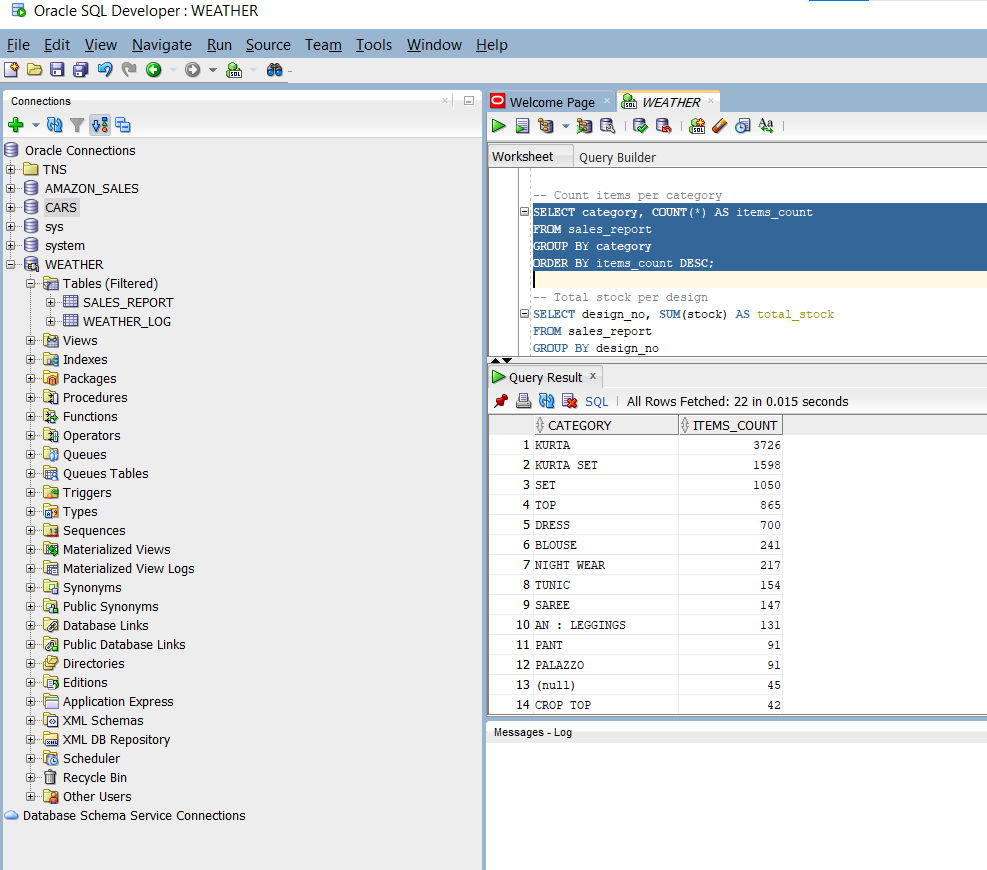 Oracle SQL Developer : WEATHER
File Edit View Navigate Run Source Team Tools Window Help
Connections
Oracle Connections
TNS
AMAZON_SALES
CARS
sys
system
WEATHER
Tables (Filtered)
SALES_REPORT
WEATHER_LOG
Views
Indexes
Packages
Procedures
Functions
Operators
Queues
Queues Tables
Triggers
Types
Sequences
Materialized Views
Materialized View Logs
Synonyms
Public Synonyms
Database Links
Public Database Links
Directories
Editions
Application Express
XML Schemas
XML DB Repository
Scheduler
Recycle Bin
Other Users
Database Schema Service Connections
Welcome Page WEATHER
Worksheet Query Builder
-- Count items per category
SELECT category, COUNT(*) AS items_count
FROM sales_report
GROUP BY category
ORDER BY items_count DESC;
-- Total stock per design
SELECT design_no, SUM(stock) AS total_stock
FROM sales_report
GROUP BY design_no
Query Result
SQL All Rows Fetched: 22 in 0.015 seconds
CATEGORY ITEMS_COUNT
1 KURTA 3726
2 KURTA SET 1598
3 SET 1050
4 TOP 865
5 DRESS 700
6 BLOUSE 241
7 NIGHT WEAR 217
8 TUNIC 154
9 SAREE 147
10 AN : LEGGINGS 131
11 PANT 91
12 PALAZZO 91
13 (null) 45
14 CROP TOP 42
Messages - Log